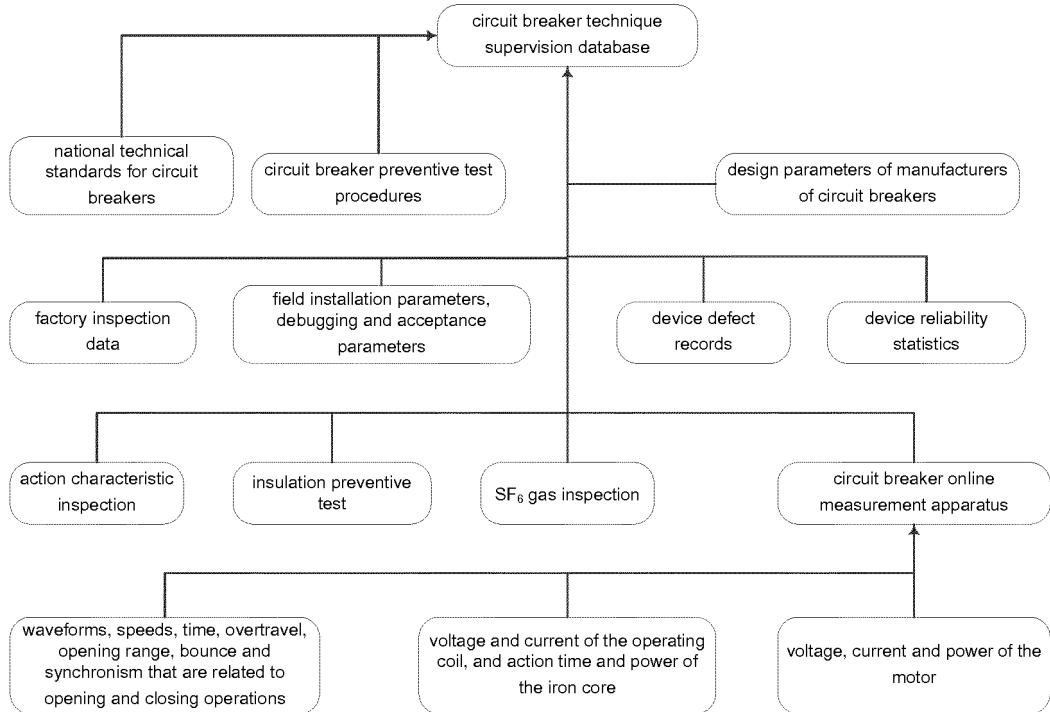 circuit breaker technique
supervision database
national technical
standards for circuit
breakers
circuit breaker preventive test
procedures
design parameters of manufacturers
of circuit breakers
factory inspection
data
field installation parameters,
debugging and acceptance
parameters
device defect
records
device reliability
statistics
action characteristic
inspection
insulation preventive
test
SF₆ gas inspection
circuit breaker online
measurement apparatus
waveforms, speeds, time, overtravel,
opening range, bounce and
synchronism that are related to
opening and closing operations
voltage and current of the operating
coil, and action time and power of
the iron core
voltage, current and power of the
motor